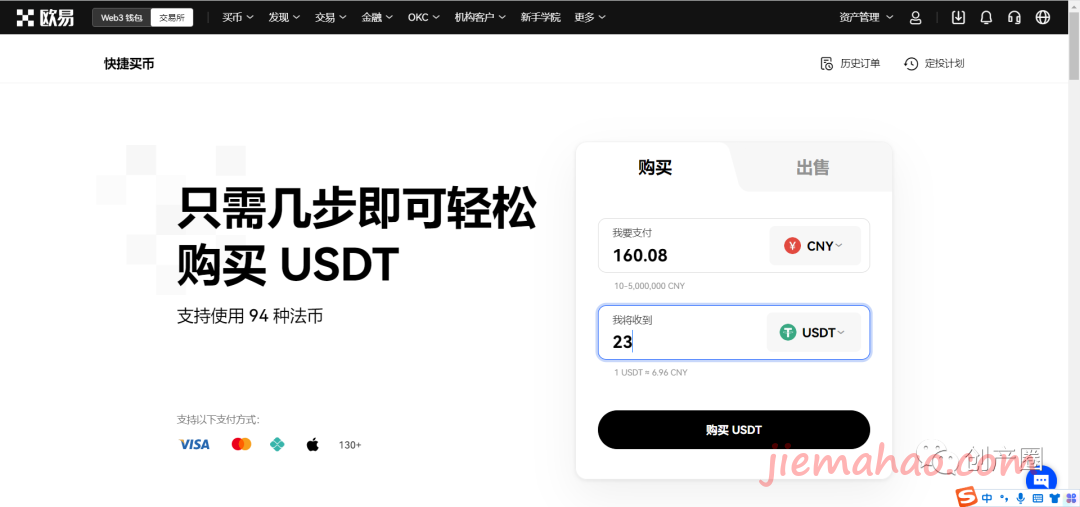 欧易 Web3 钱包 交易所 买币 发现 交易 金融 OKC 机构客户 新手学院 更多 资产管理
快捷买币 历史订单 定投计划
购买 出售
只需几步即可轻松
购买 USDT
支持使用 94 种法币
我要支付
160.08 CNY
10-5,000,000 CNY
我将收到
23 USDT
1 USDT ≈ 6.96 CNY
支持以下支付方式:
VISA 130+
购买 USDT
jiemahao.com
创产圈
中